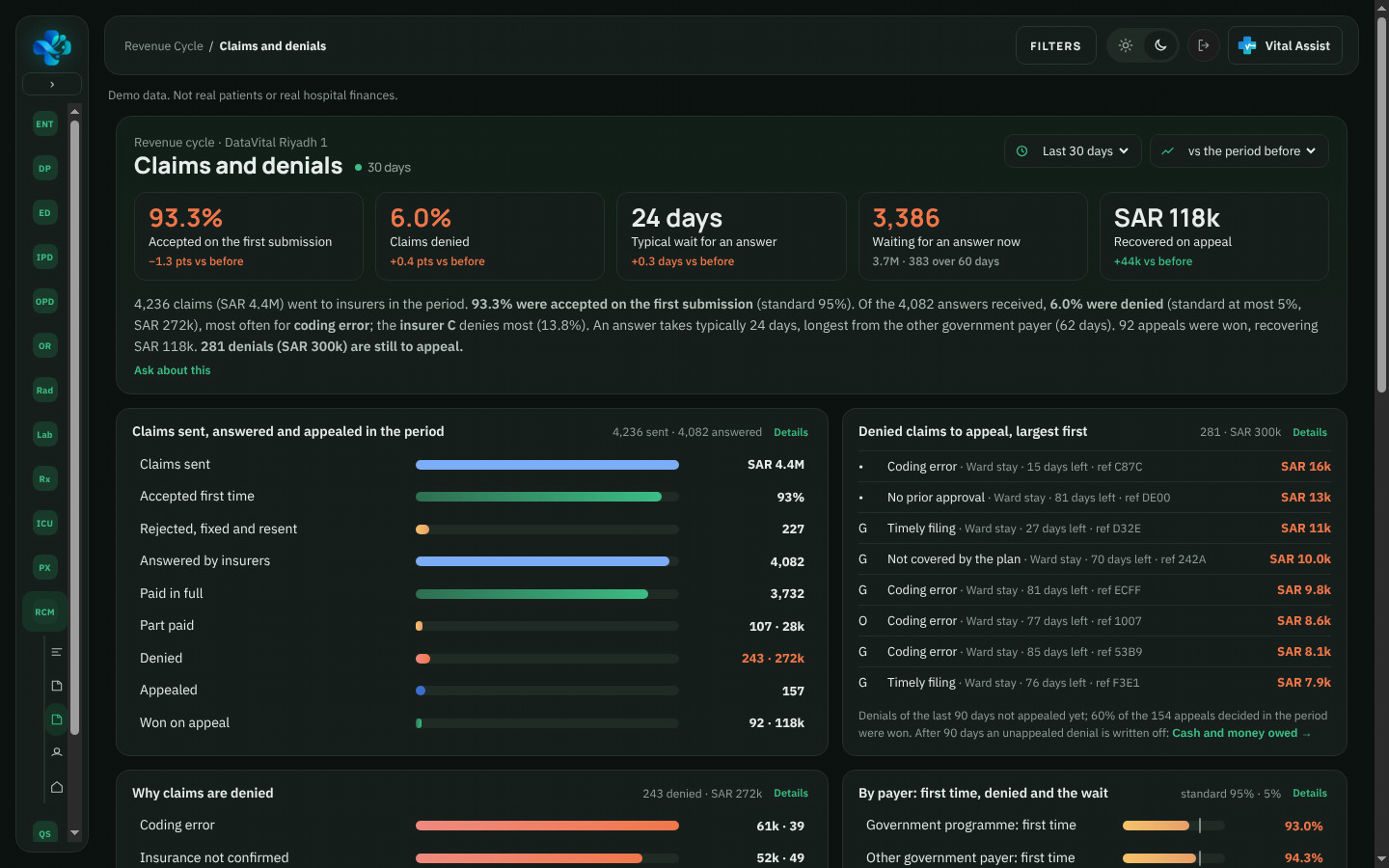 Revenue Cycle / Claims and denials
FILTERS
Vital Assist
›
ENT
DP
ED
IPD
OPD
OR
Rad
Lab
Rx
ICU
PX
RCM
QS
Demo data. Not real patients or real hospital finances.
Revenue cycle · DataVital Riyadh 1
Claims and denials
30 days
Last 30 days
vs the period before
93.3%
Accepted on the first submission
−1.3 pts vs before
6.0%
Claims denied
+0.4 pts vs before
24 days
Typical wait for an answer
+0.3 days vs before
3,386
Waiting for an answer now
3.7M · 383 over 60 days
SAR 118k
Recovered on appeal
+44k vs before
4,236 claims (SAR 4.4M) went to insurers in the period. 93.3% were accepted on the first submission (standard 95%). Of the 4,082 answers received, 6.0% were denied (standard at most 5%,
SAR 272k), most often for coding error; the insurer C denies most (13.8%). An answer takes typically 24 days, longest from the other government payer (62 days). 92 appeals were won, recovering
SAR 118k. 281 denials (SAR 300k) are still to appeal.
Ask about this
Claims sent, answered and appealed in the period
4,236 sent · 4,082 answered Details
Claims sent SAR 4.4M
Accepted first time 93%
Rejected, fixed and resent 227
Answered by insurers 4,082
Paid in full 3,732
Part paid 107 · 28k
Denied 243 · 272k
Appealed 157
Won on appeal 92 · 118k
Denied claims to appeal, largest first
281 · SAR 300k Details
• Coding error · Ward stay · 15 days left · ref C87C SAR 16k
• No prior approval · Ward stay · 81 days left · ref DE00 SAR 13k
G Timely filing · Ward stay · 27 days left · ref D32E SAR 11k
G Not covered by the plan · Ward stay · 70 days left · ref 242A SAR 10.0k
G Coding error · Ward stay · 81 days left · ref ECFF SAR 9.8k
O Coding error · Ward stay · 77 days left · ref 1007 SAR 8.6k
G Coding error · Ward stay · 85 days left · ref 53B9 SAR 8.1k
G Timely filing · Ward stay · 76 days left · ref F3E1 SAR 7.9k
Denials of the last 90 days not appealed yet; 60% of the 154 appeals decided in the period
were won. After 90 days an unappealed denial is written off: Cash and money owed →
Why claims are denied
243 denied · SAR 272k Details
Coding error 61k · 39
Insurance not confirmed 52k · 49
By payer: first time, denied and the wait
standard 95% · 5% Details
Government programme: first time 93.0%
Other government payer: first time 94.3%